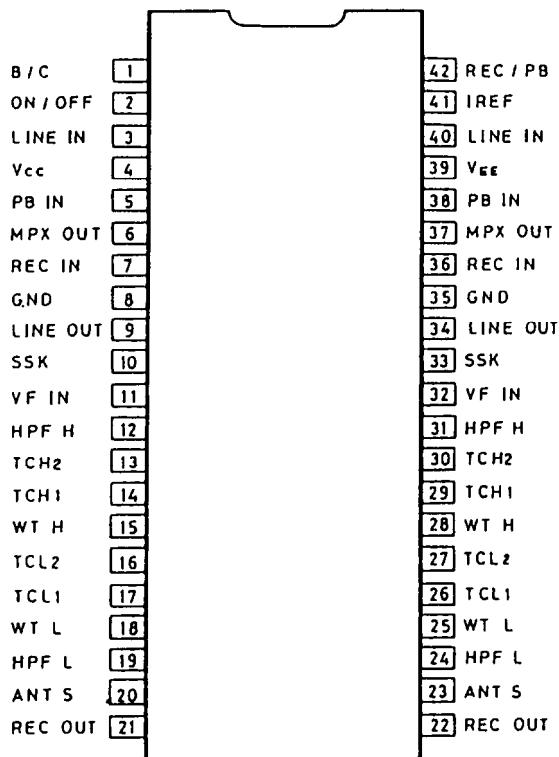 B/C 1 42 REC/PB
ON/OFF 2 41 IREF
LINE IN 3 40 LINE IN
Vcc 4 39 VEE
PB IN 5 38 PB IN
MPX OUT 6 37 MPX OUT
REC IN 7 36 REC IN
GND 8 35 GND
LINE OUT 9 34 LINE OUT
SSK 10 33 SSK
VF IN 11 32 VF IN
HPF H 12 31 HPF H
TCH2 13 30 TCH2
TCH1 14 29 TCH1
WT H 15 28 WT H
TCL2 16 27 TCL2
TCL1 17 26 TCL1
WT L 18 25 WT L
HPF L 19 24 HPF L
ANT S 20 23 ANT S
REC OUT 21 22 REC OUT